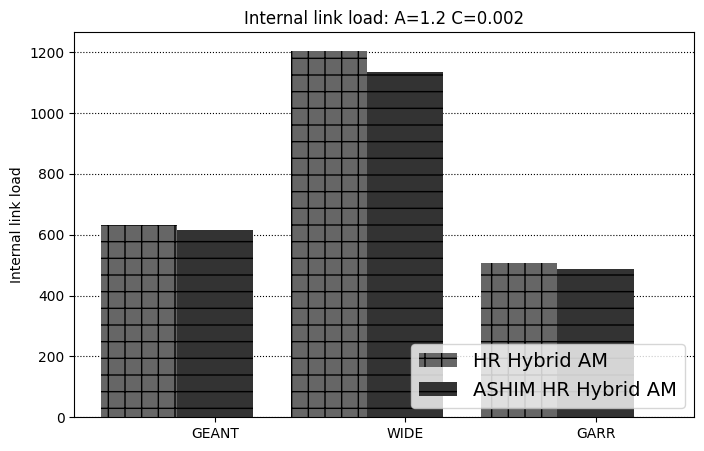 Internal link load: A=1.2 C=0.002
Internal link load
1200
1000
800
600
400
200
0
GEANT
WIDE
GARR
HR Hybrid AM
ASHIM HR Hybrid AM